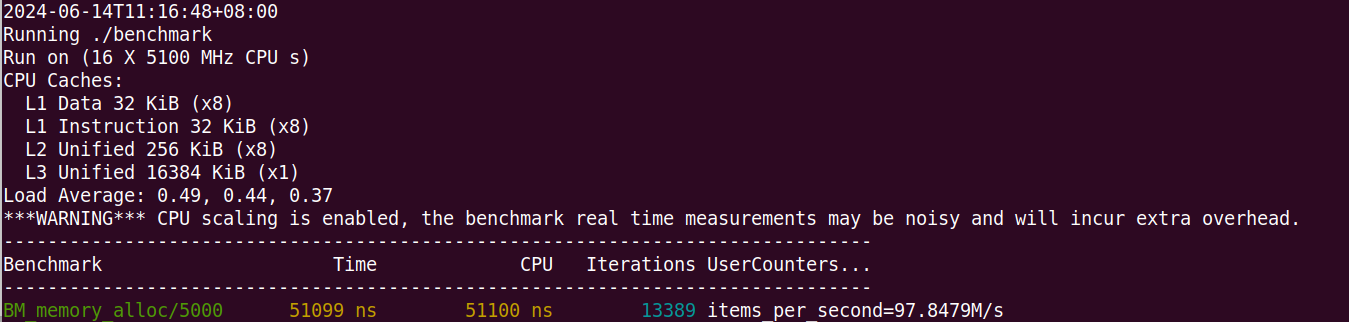 2024-06-14T11:16:48+08:00
Running ./benchmark
Run on (16 X 5100 MHz CPU s)
CPU Caches:
  L1 Data 32 KiB (x8)
  L1 Instruction 32 KiB (x8)
  L2 Unified 256 KiB (x8)
  L3 Unified 16384 KiB (x1)
Load Average: 0.49, 0.44, 0.37
***WARNING*** CPU scaling is enabled, the benchmark real time measurements may be noisy and will incur extra overhead.
-------------------------------------------------------------------------------
Benchmark                     Time             CPU   Iterations UserCounters...
-------------------------------------------------------------------------------
BM_memory_alloc/5000      51099 ns        51100 ns        13389 items_per_second=97.8479M/s